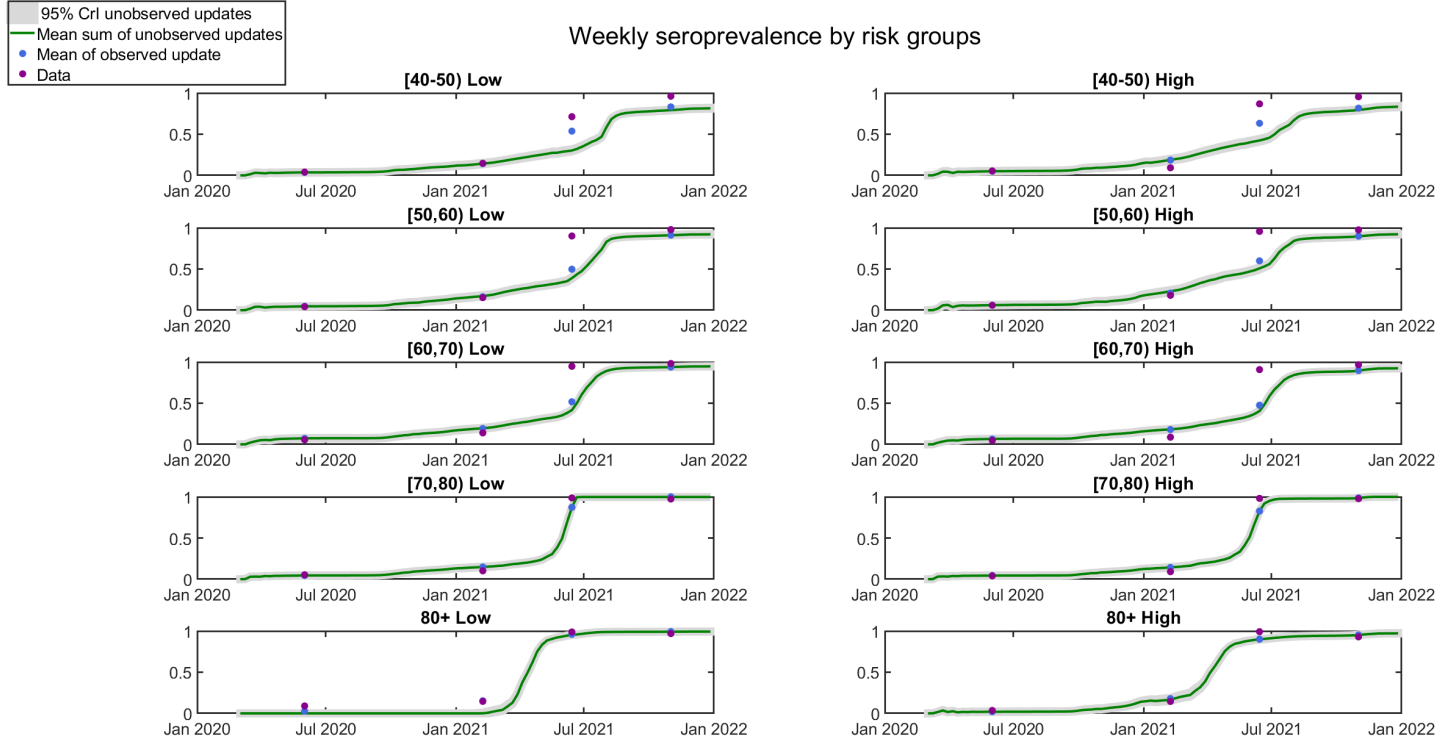 95% CrI unobserved updates
Mean sum of unobserved updates
Mean of observed update
Data
Weekly seroprevalence by risk groups
[40-50) Low
1
0.5
0
Jan 2020 Jul 2020 Jan 2021 Jul 2021 Jan 2022
[40-50) High
1
0.5
0
Jan 2020 Jul 2020 Jan 2021 Jul 2021 Jan 2022
[50,60) Low
1
0.5
0
Jan 2020 Jul 2020 Jan 2021 Jul 2021 Jan 2022
[50,60) High
1
0.5
0
Jan 2020 Jul 2020 Jan 2021 Jul 2021 Jan 2022
[60,70) Low
1
0.5
0
Jan 2020 Jul 2020 Jan 2021 Jul 2021 Jan 2022
[60,70) High
1
0.5
0
Jan 2020 Jul 2020 Jan 2021 Jul 2021 Jan 2022
[70,80) Low
1
0.5
0
Jan 2020 Jul 2020 Jan 2021 Jul 2021 Jan 2022
[70,80) High
1
0.5
0
Jan 2020 Jul 2020 Jan 2021 Jul 2021 Jan 2022
80+ Low
1
0.5
0
Jan 2020 Jul 2020 Jan 2021 Jul 2021 Jan 2022
80+ High
1
0.5
0
Jan 2020 Jul 2020 Jan 2021 Jul 2021 Jan 2022